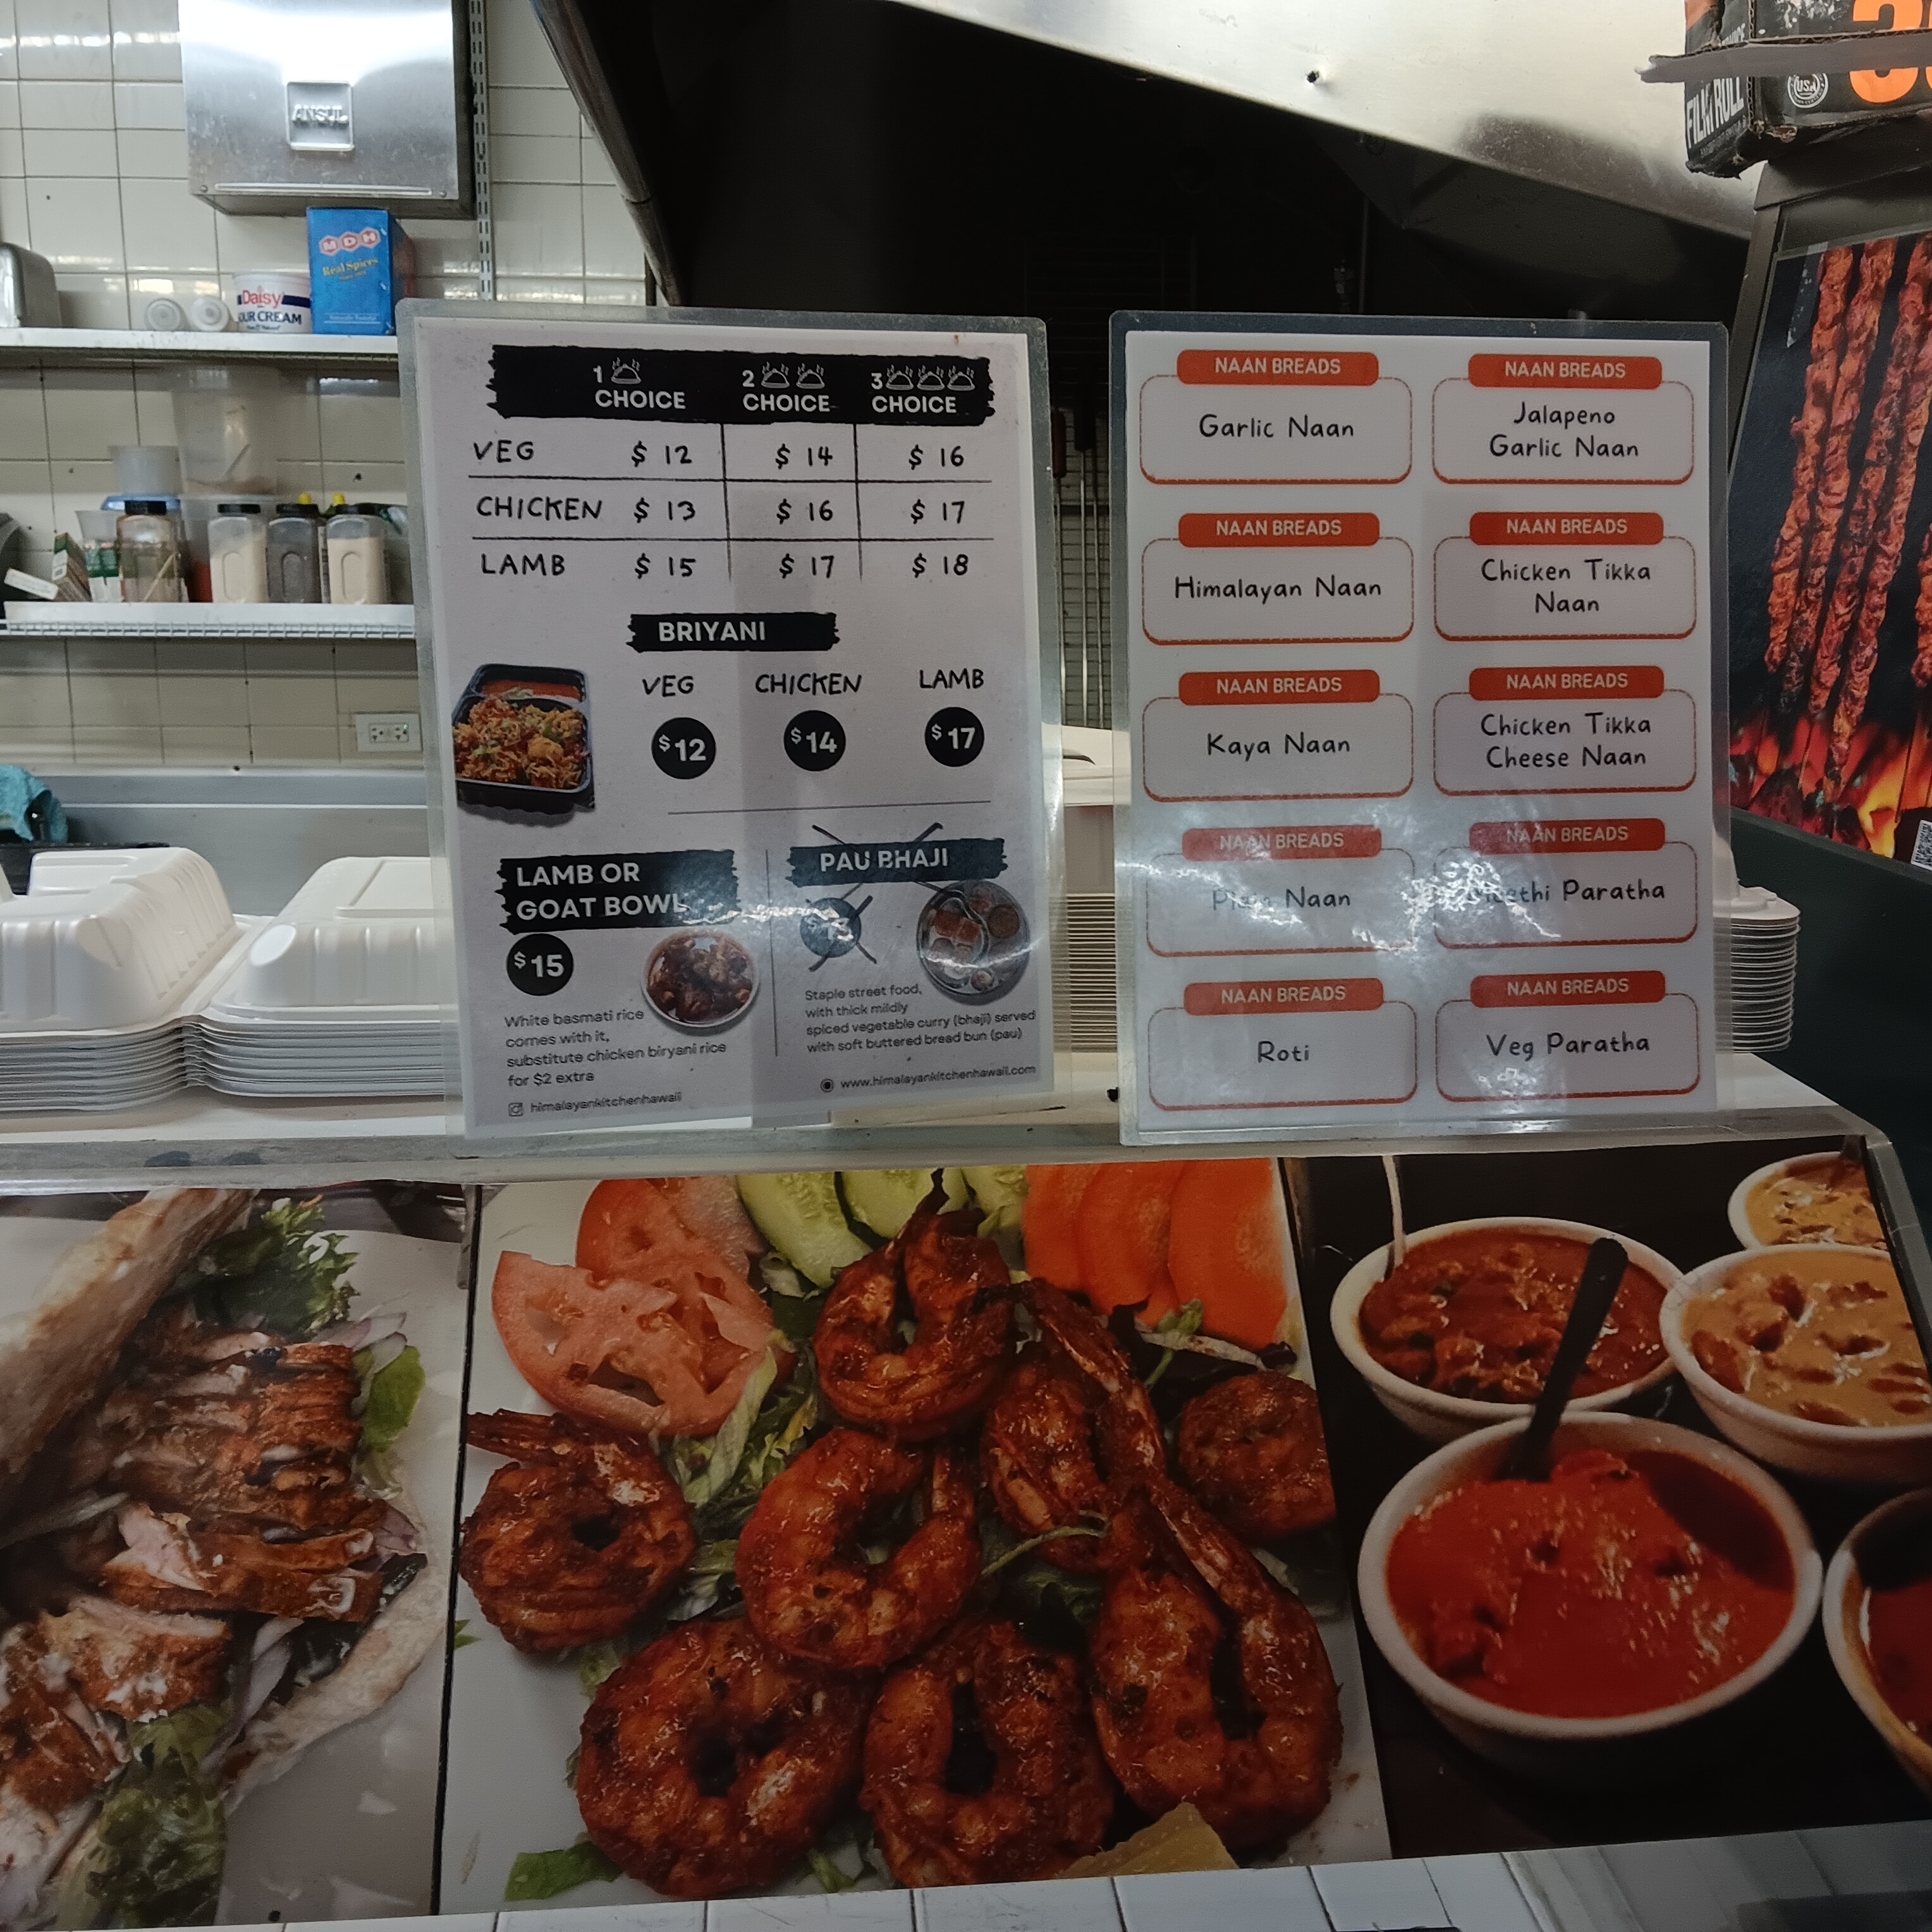 ANSUL
MDH
Real Spices
Daisy
OUR CREAM
FILM ROLL
USA
1
CHOICE
2
CHOICE
3
CHOICE
VEG $ 12 $ 14 $ 16
CHICKEN $ 13 $ 16 $ 17
LAMB $ 15 $ 17 $ 18
BRIYANI
VEG CHICKEN LAMB
$12 $14 $17
LAMB OR
GOAT BOWL
$15
White basmati rice
comes with it,
substitute chicken biryani rice
for $2 extra
himalayankitchenhawaii
PAU BHAJI
Staple street food,
with thick mildly
spiced vegetable curry (bhaji) served
with soft buttered bread bun (pau)
www.himalayankitchenhawaii.com
NAAN BREADS
Garlic Naan
NAAN BREADS
Jalapeno
Garlic Naan
NAAN BREADS
Himalayan Naan
NAAN BREADS
Chicken Tikka
Naan
NAAN BREADS
Kaya Naan
NAAN BREADS
Chicken Tikka
Cheese Naan
NAAN BREADS
Naan
NAAN BREADS
Paratha
NAAN BREADS
Roti
NAAN BREADS
Veg Paratha